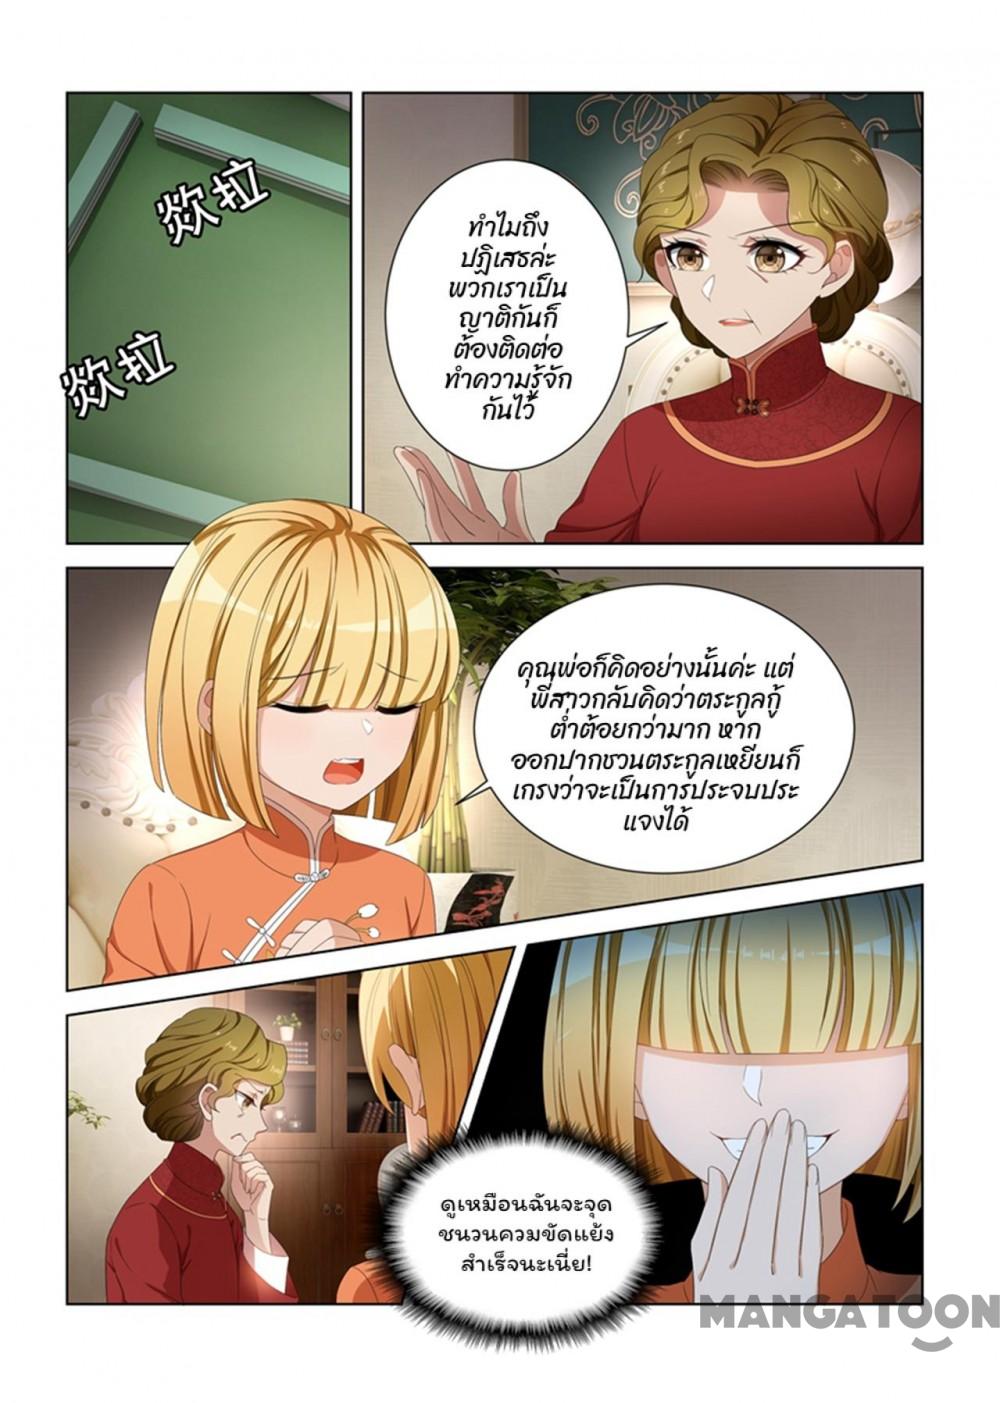 欻拉
欻拉
ทำไมถึง
ปฏิเสธล่ะ
พวกเราเป็น
ญาติกันก็
ต้องติดต่อ
ทำความรู้จัก
กันไว้
คุณพ่อก็คิดอย่างนั้นค่ะ แต่
พี่สาวกลับคิดว่าตระกูลกู้
ต่ำต้อยกว่ามาก หาก
ออกปากชวนตระกูลเหยียนก็
เกรงว่าจะเป็นการประจบประ
แจงได้
ดูเหมือนฉันจะจุด
ชนวนควมขัดแย้ง
สำเร็จนะเนี่ย!
MANGATOON